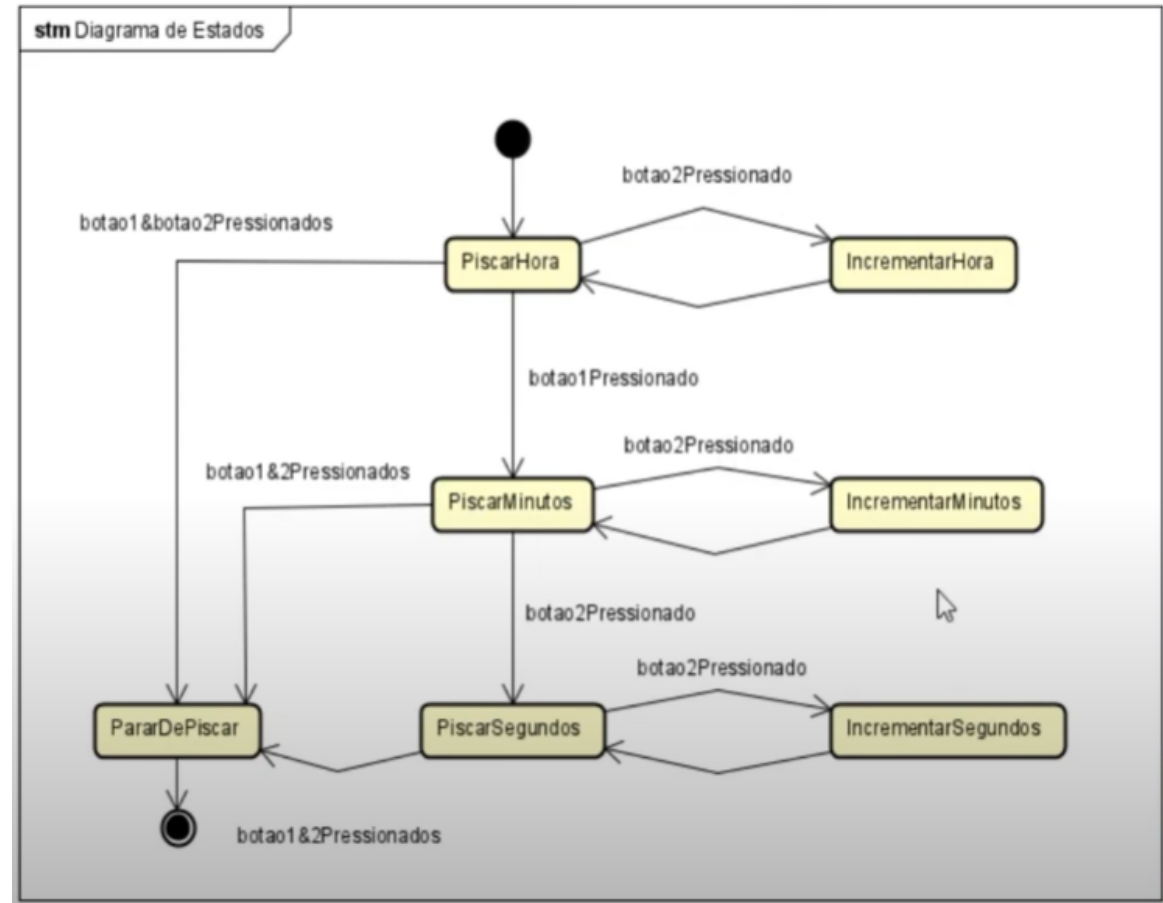 stm Diagrama de Estados
botao2Pressionado
botao1&botao2Pressionados
PiscarHora
IncrementarHora
botao1Pressionado
botao2Pressionado
botao1&2Pressionados
PiscarMinutos
IncrementarMinutos
botao2Pressionado
botao2Pressionado
PararDePiscar
PiscarSegundos
IncrementarSegundos
botao1&2Pressionados